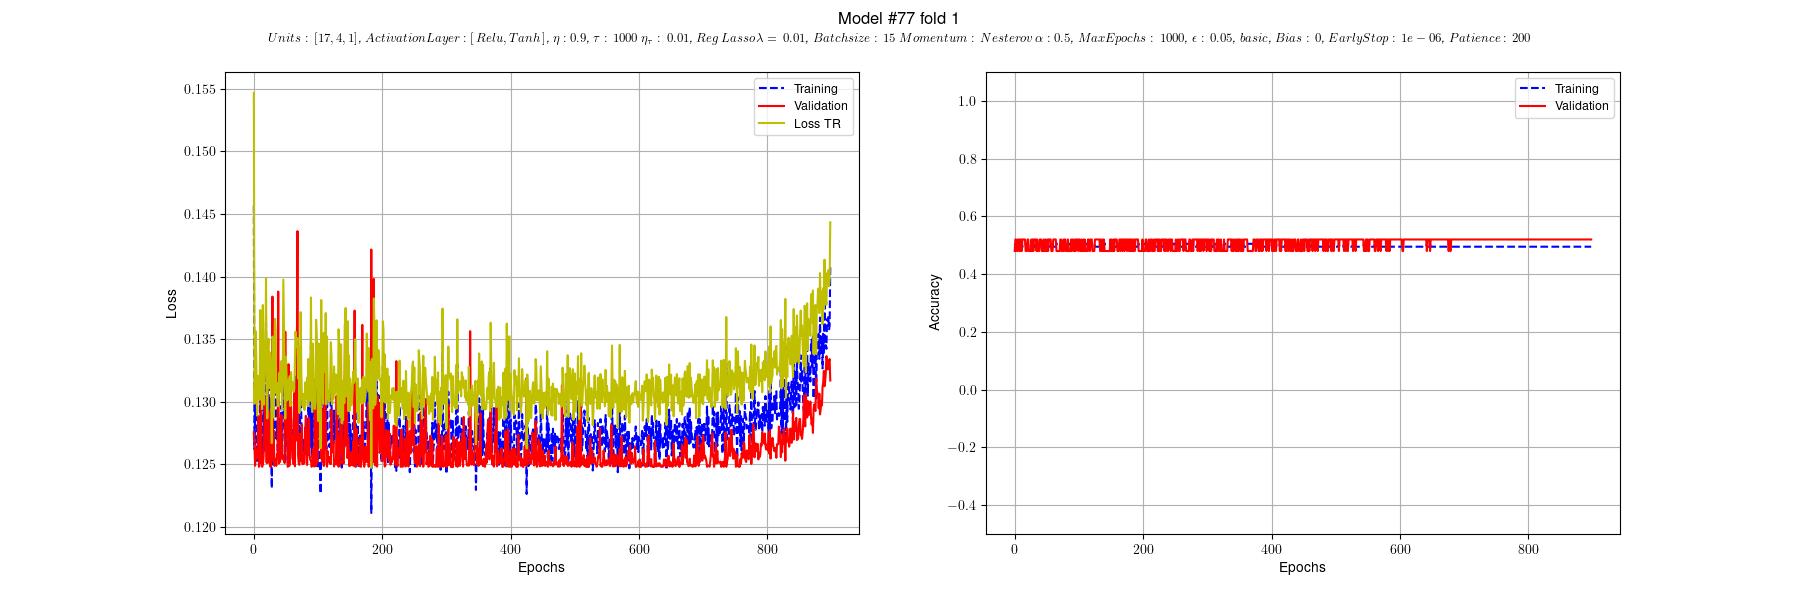 Model #77 fold 1
Units : [17, 4, 1], ActivationLayer : [ Relu, Tanh], η : 0.9, τ : 1000 ητ : 0.01, Reg Lasso λ = 0.01, Batchsize : 15 Momentum : Nesterov α : 0.5, MaxEpochs : 1000, ϵ : 0.05, basic, Bias : 0, EarlyStop : 1e − 06, Patience : 200
0.155
0.150
0.145
0.140
0.135
0.130
0.125
0.120
Loss
Training
Validation
Loss TR
0 200 400 600 800
Epochs
1.0
0.8
0.6
0.4
0.2
0.0
−0.2
−0.4
Accuracy
Training
Validation
0 200 400 600 800
Epochs